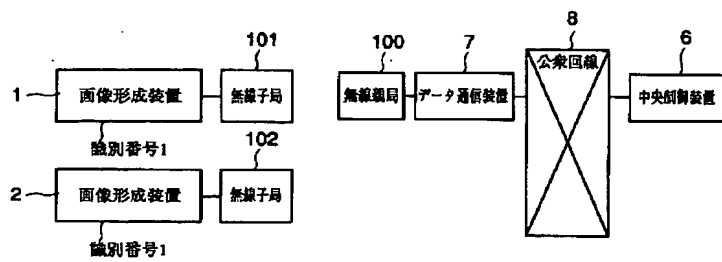 101
1
画像形成装置
無線子局
識別番号1
102
2
画像形成装置
無線子局
識別番号1
100
7
8
6
無線親局
データ通信装置
公衆回線
中央制御装置